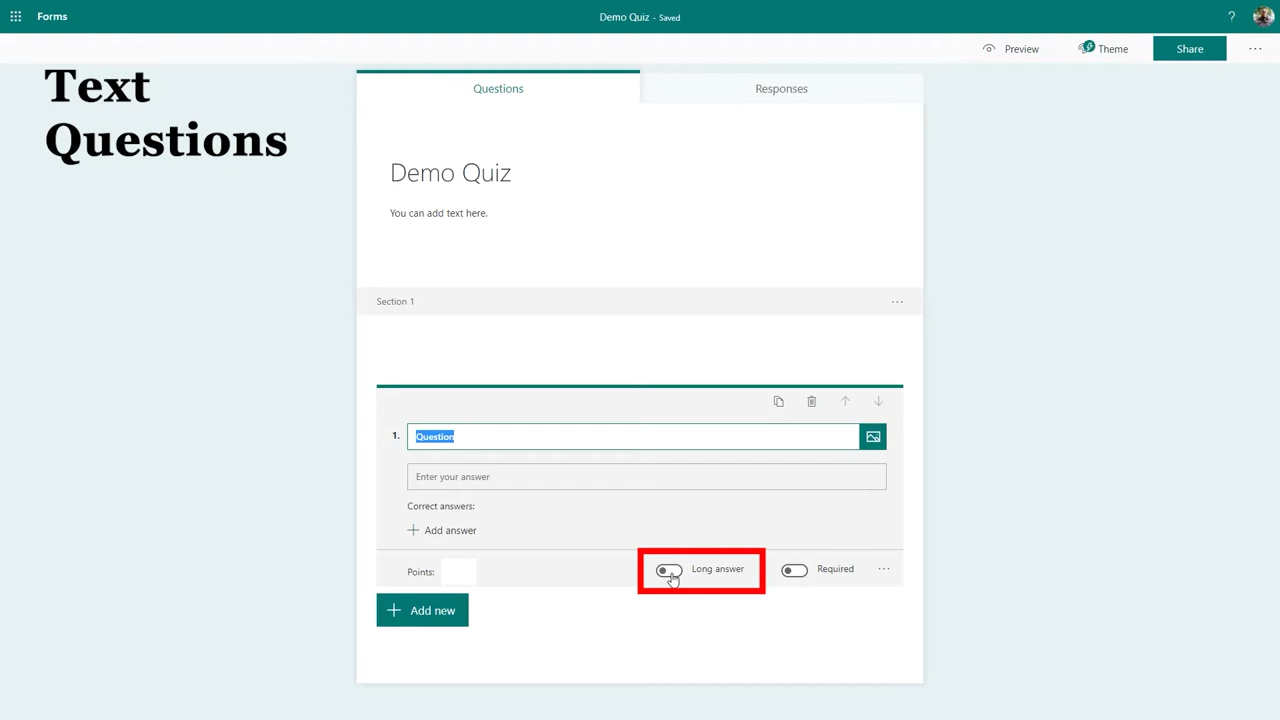 Forms
Demo Quiz - Saved
?
Preview
Theme
Share
Text
Questions
Questions
Responses
Demo Quiz
You can add text here.
Section 1
1.
Question
Enter your answer
Correct answers:
+ Add answer
Points:
Long answer
Required
+ Add new